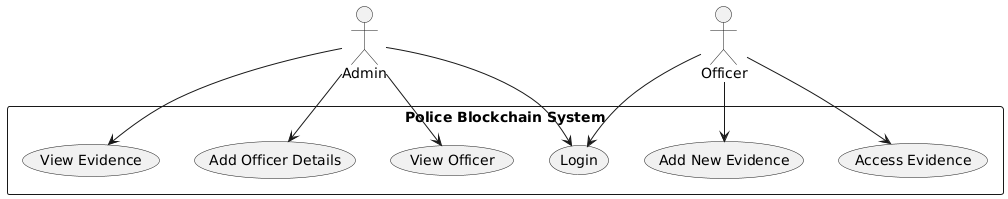 Admin
Officer
Police Blockchain System
View Evidence
Add Officer Details
View Officer
Login
Add New Evidence
Access Evidence